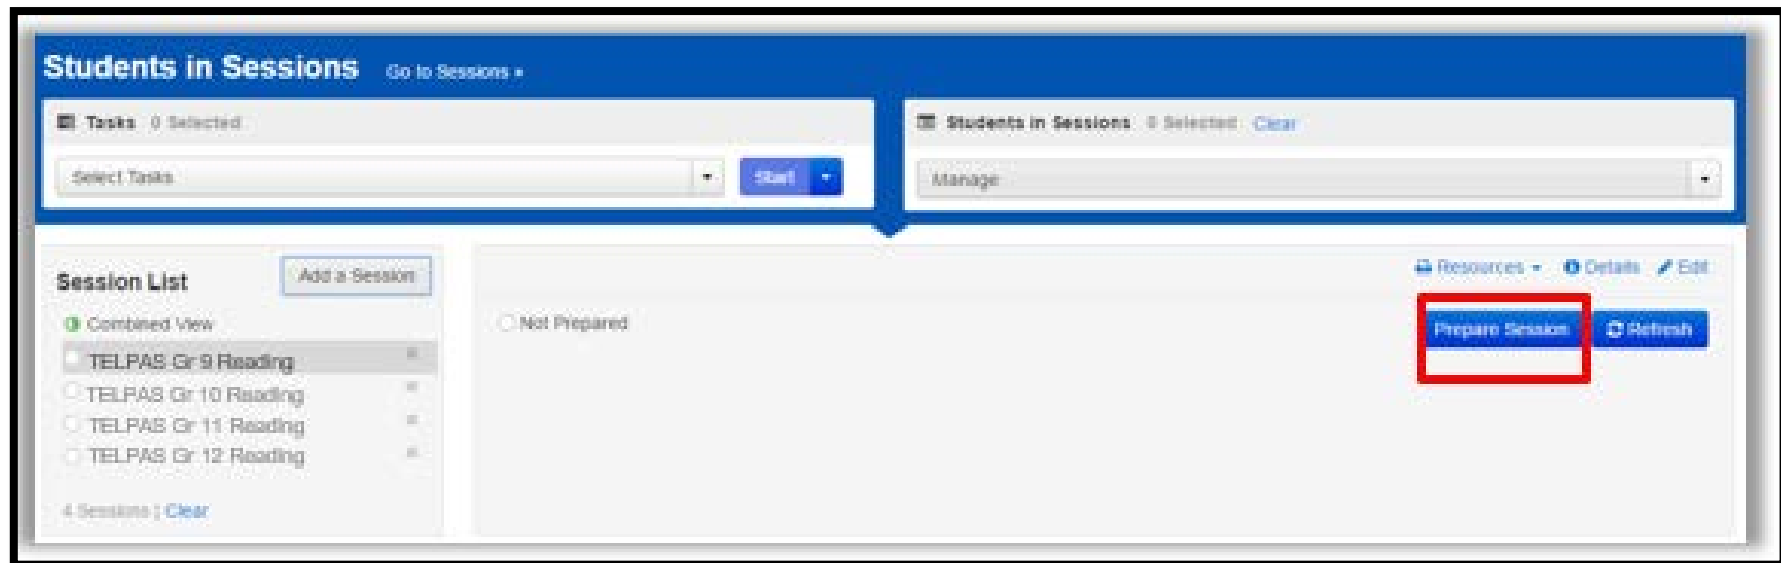 Students in Sessions Go to Sessions »
Tasks 0 Selected
Students in Sessions 0 Selected Clear
Select Tasks
Start
Manage
Session List
Add a Session
Resources
Details
Edit
Combined View
Not Prepared
Prepare Session
Refresh
TELPAS Gr 9 Reading
TELPAS Gr 10 Reading
TELPAS Gr 11 Reading
TELPAS Gr 12 Reading
4 Sessions | Clear